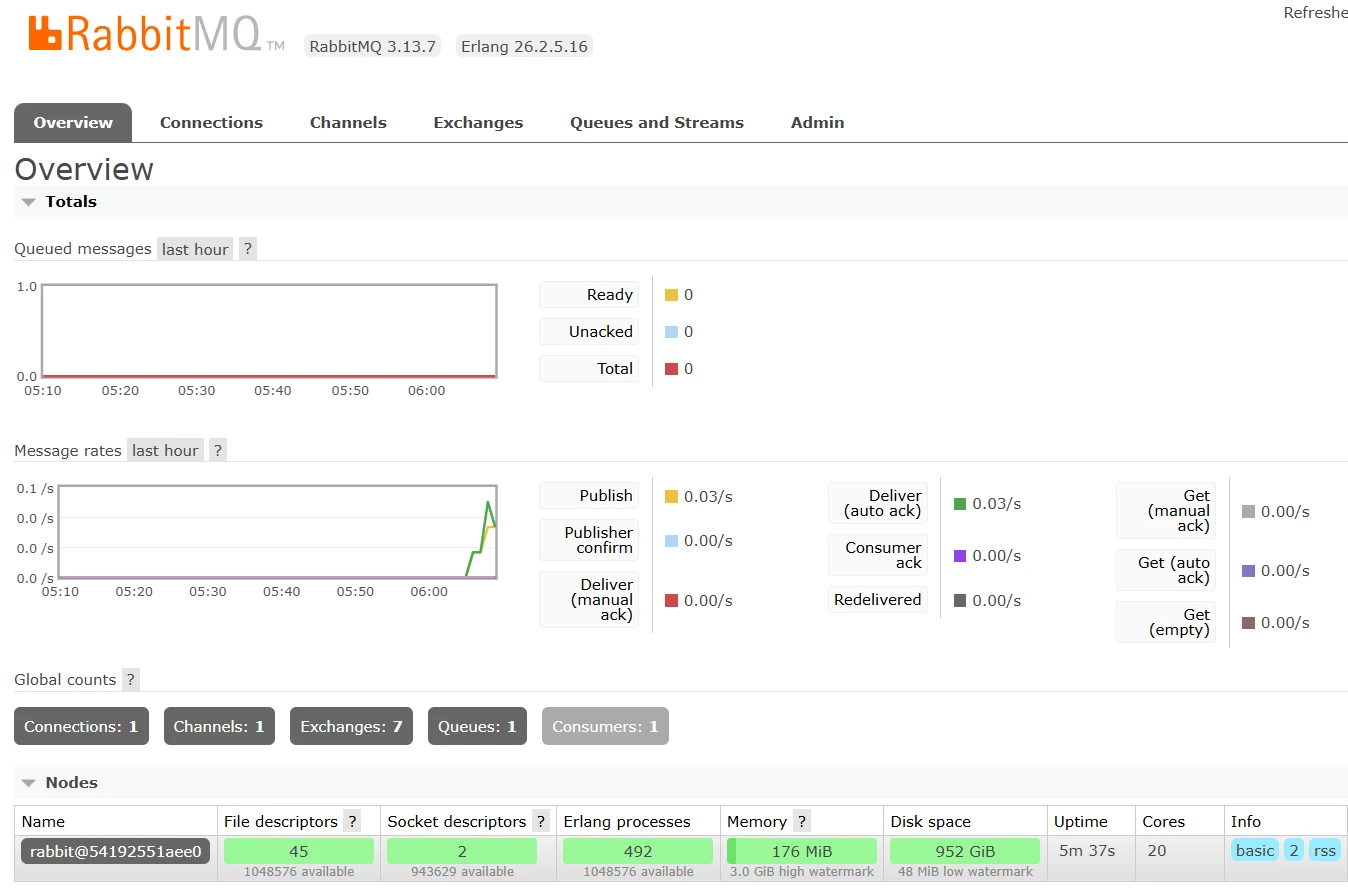 Refreshe
RabbitMQ TM RabbitMQ 3.13.7 Erlang 26.2.5.16
Overview Connections Channels Exchanges Queues and Streams Admin
Overview
Totals
Queued messages last hour ?
1.0
0.0
05:10 05:20 05:30 05:40 05:50 06:00
Ready 0
Unacked 0
Total 0
Message rates last hour ?
0.1 /s
0.0 /s
0.0 /s
0.0 /s
05:10 05:20 05:30 05:40 05:50 06:00
Publish 0.03/s
Publisher
confirm 0.00/s
Deliver
(manual
ack) 0.00/s
Deliver
(auto ack) 0.03/s
Consumer
ack 0.00/s
Redelivered 0.00/s
Get
(manual
ack) 0.00/s
Get (auto
ack) 0.00/s
Get
(empty) 0.00/s
Global counts ?
Connections: 1 Channels: 1 Exchanges: 7 Queues: 1 Consumers: 1
Nodes
Name File descriptors ? Socket descriptors ? Erlang processes Memory ? Disk space Uptime Cores Info
rabbit@54192551aee0 45 2 492 176 MiB 952 GiB 5m 37s 20 basic 2 rss
1048576 available 943629 available 1048576 available 3.0 GiB high watermark 48 MiB low watermark